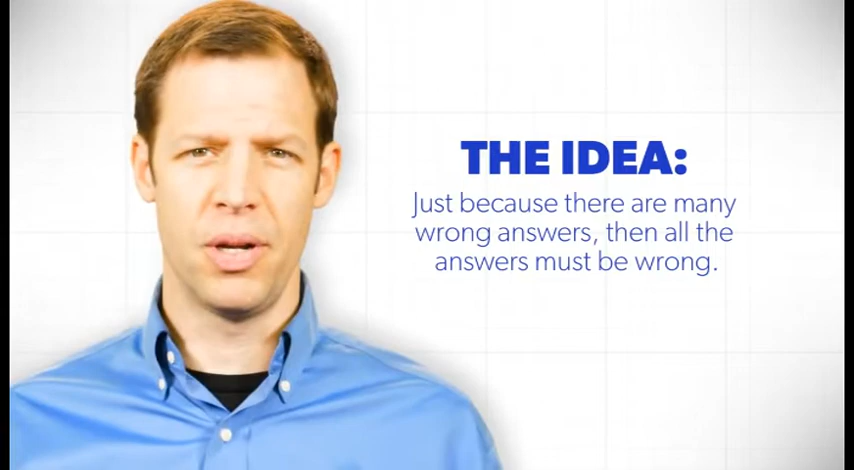 THE IDEA:
Just because there are many
wrong answers, then all the
answers must be wrong.